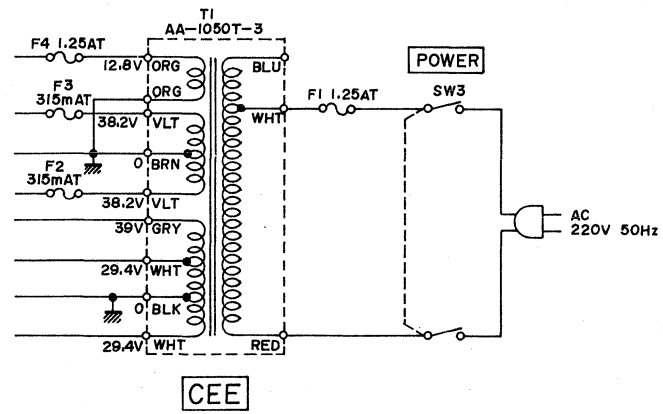 T1
AA-1050T-3
F4 1.25AT
12.8V
ORG
ORG
F3
315mAT
38.2V
VLT
0
BRN
F2
315mAT
38.2V
VLT
39V
GRY
29.4V
WHT
0
BLK
29.4V
WHT
BLU
WHT
RED
F1 1.25AT
POWER
SW3
AC
220V 50Hz
CEE